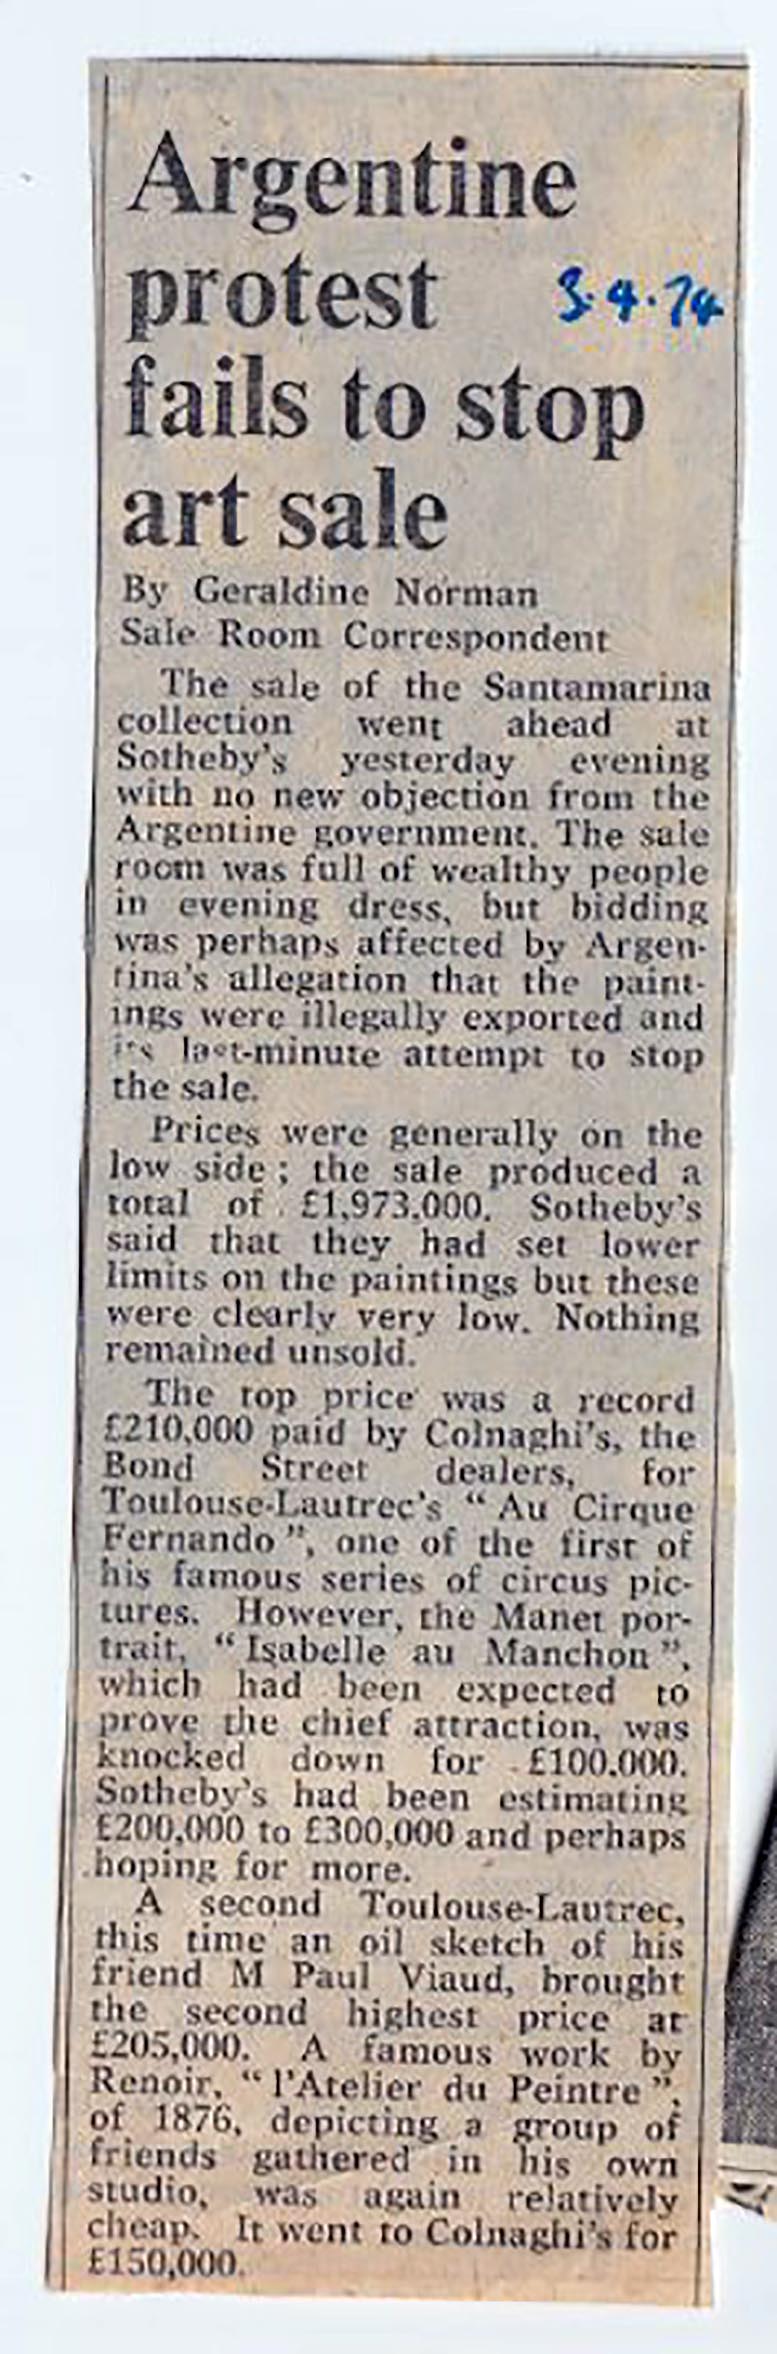 Argentine
protest 3.4.74
fails to stop
art sale
By Geraldine Norman
Sale Room Correspondent
The sale of the Santamarina
collection went ahead at
Sotheby's yesterday evening
with no new objection from the
Argentine government. The sale
room was full of wealthy people
in evening dress, but bidding
was perhaps affected by Argen-
tina's allegation that the paint-
ings were illegally exported and
its last-minute attempt to stop
the sale.
Prices were generally on the
low side; the sale produced a
total of £1,973,000. Sotheby's
said that they had set lower
limits on the paintings but these
were clearly very low. Nothing
remained unsold.
The top price was a record
£210,000 paid by Colnaghi's, the
Bond Street dealers, for
Toulouse-Lautrec's "Au Cirque
Fernando", one of the first of
his famous series of circus pic-
tures. However, the Manet por-
trait, "Isabelle au Manchon",
which had been expected to
prove the chief attraction, was
knocked down for £100,000.
Sotheby's had been estimating
£200,000 to £300,000 and perhaps
hoping for more.
A second Toulouse-Lautrec,
this time an oil sketch of his
friend M Paul Viaud, brought
the second highest price at
£205,000. A famous work by
Renoir, "l'Atelier du Peintre",
of 1876, depicting a group of
friends gathered in his own
studio, was again relatively
cheap. It went to Colnaghi's for
£150,000.